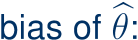 bias of θ̂: